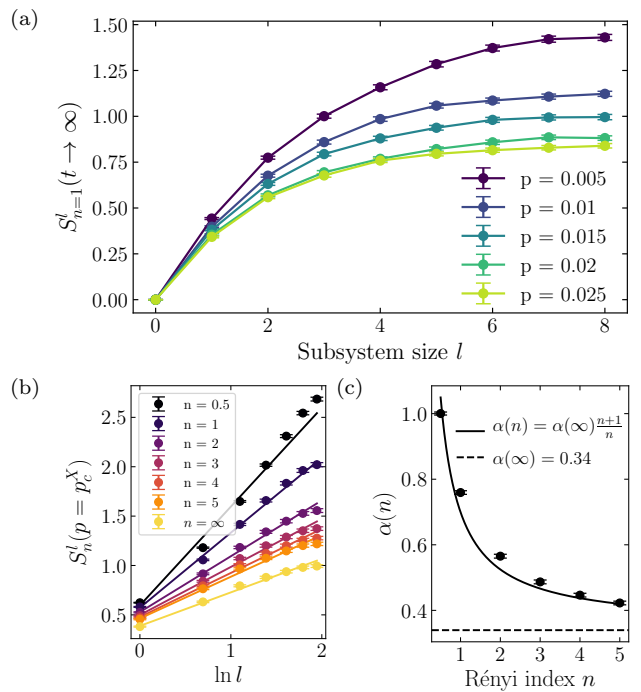 (a)
1.50
1.25
1.00
0.75
0.50
0.25
0.00
S^l_{n=1}(t → ∞)
p = 0.005
p = 0.01
p = 0.015
p = 0.02
p = 0.025
0 2 4 6 8
Subsystem size l
(b)
2.5
2.0
1.5
1.0
0.5
S^l_n(p = p^X_c)
n = 0.5
n = 1
n = 2
n = 3
n = 4
n = 5
n = ∞
0 1 2
ln l
(c)
1.0
0.8
0.6
0.4
α(n)
α(n) = α(∞) \frac{n+1}{n}
α(∞) = 0.34
1 2 3 4 5
Rényi index n